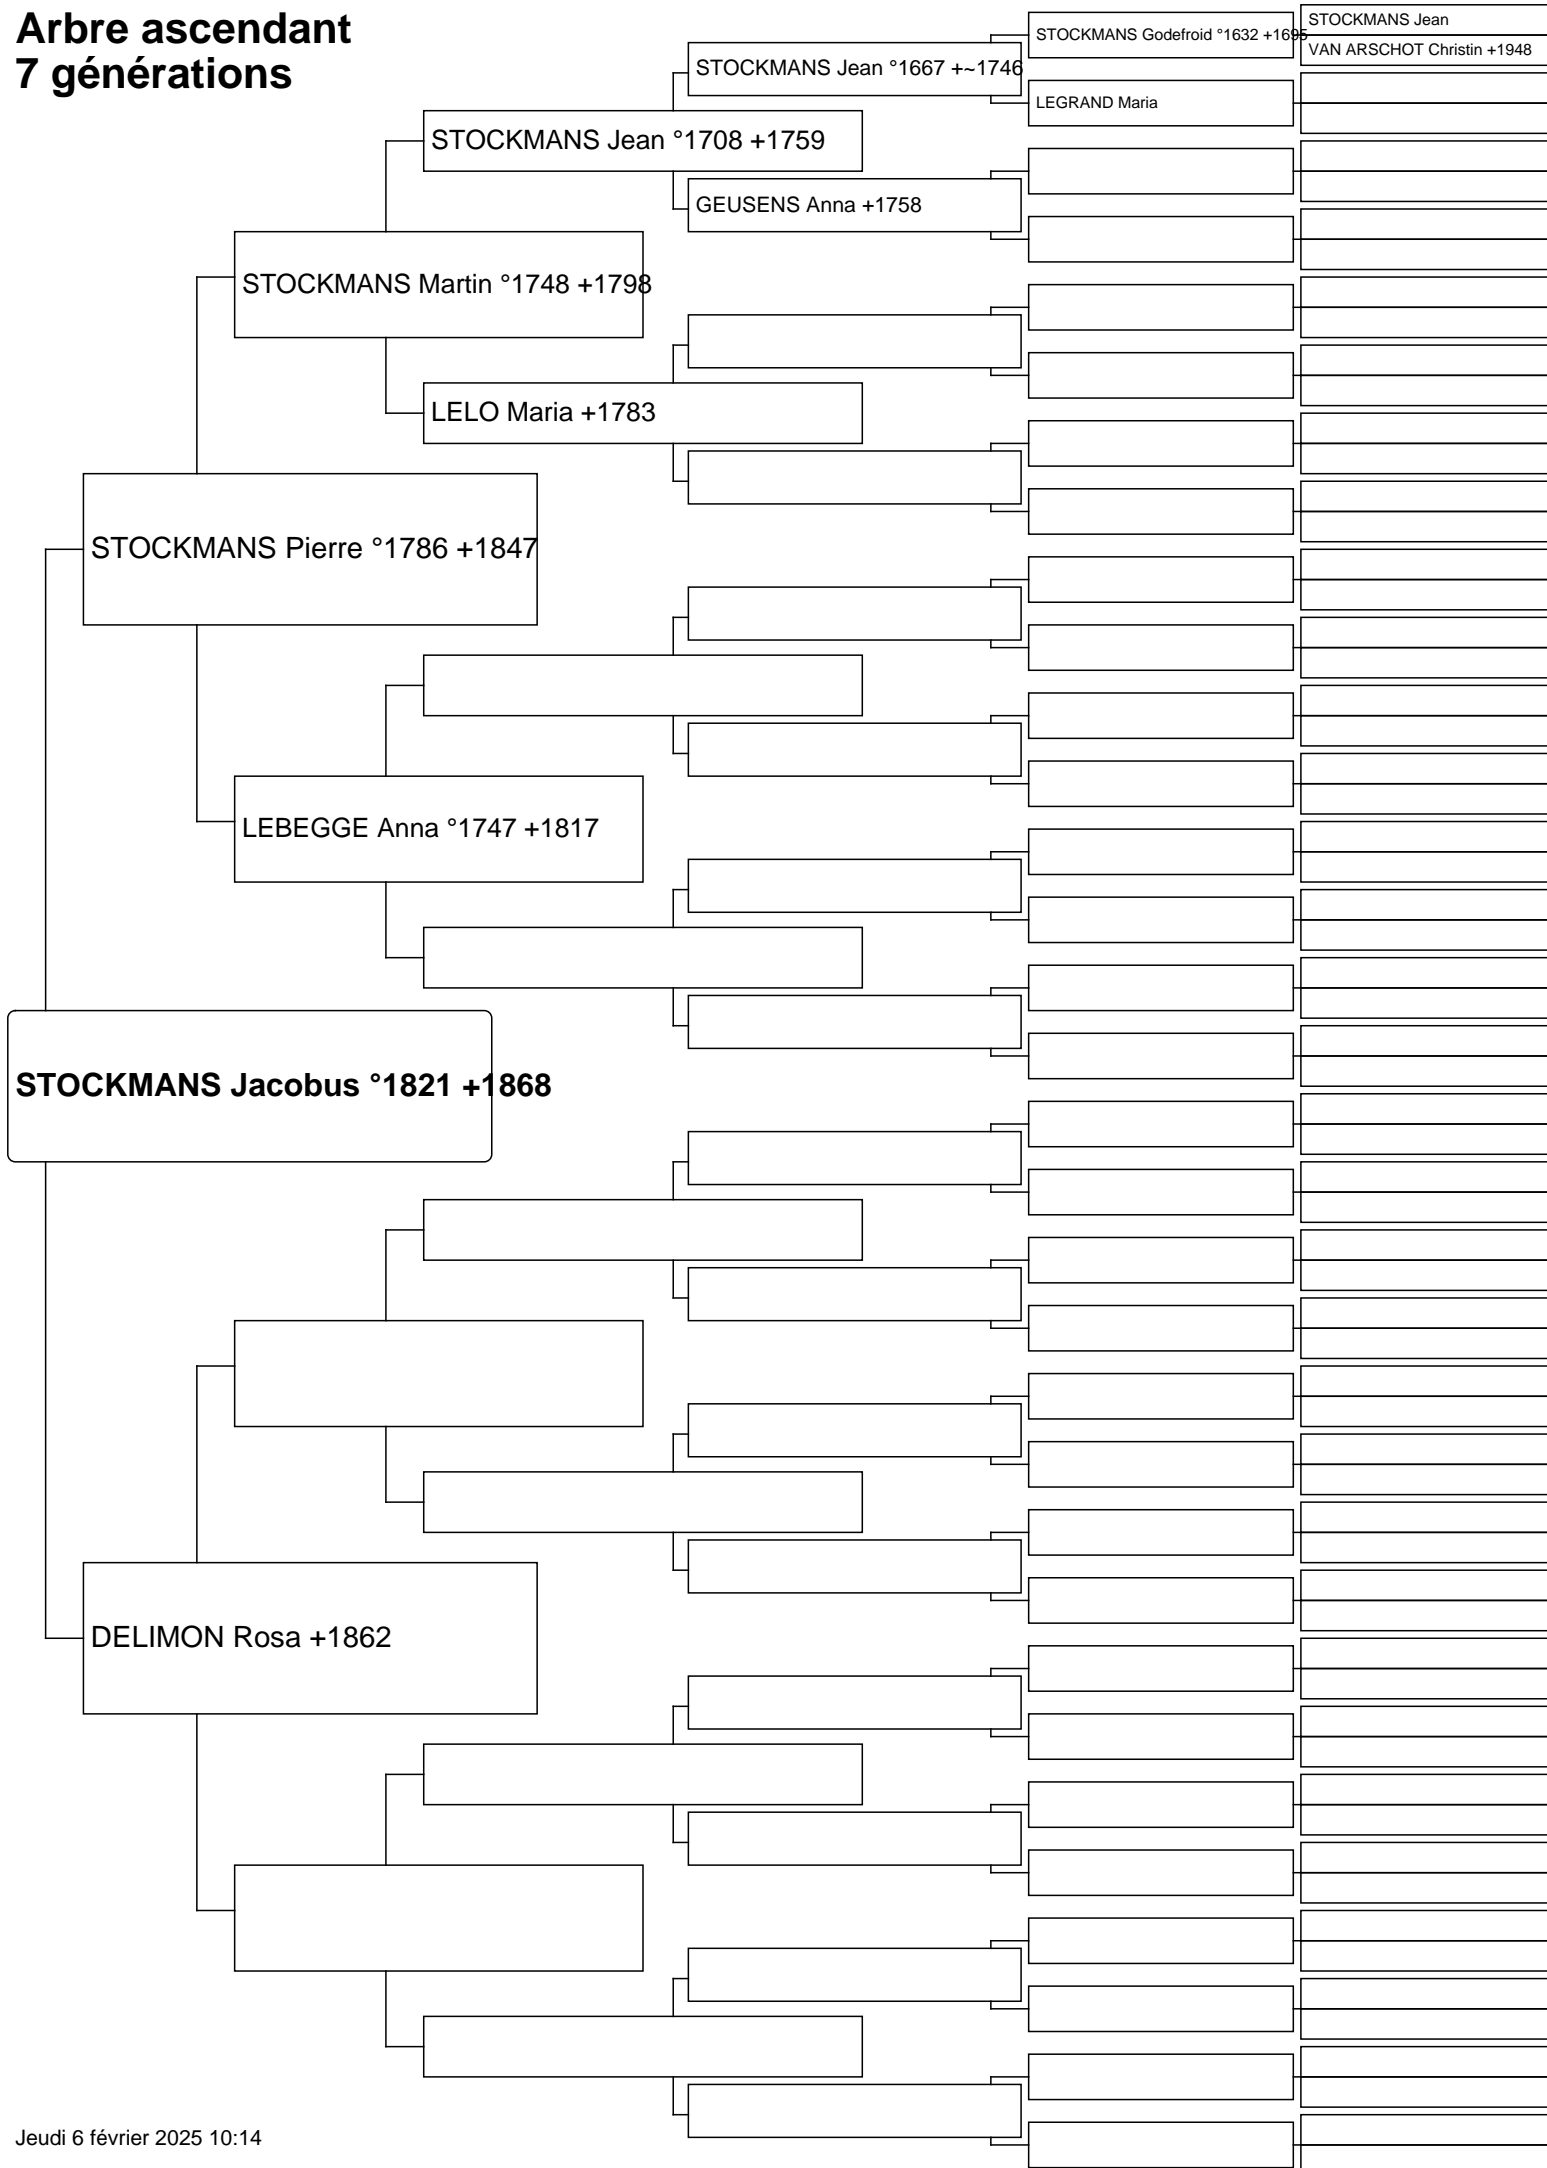 Arbre ascendant
7 générations
STOCKMANS Jean
STOCKMANS Godefroid °1632 +1695
VAN ARSCHOT Christin +1948
STOCKMANS Jean °1667 +~1746
LEGRAND Maria
STOCKMANS Jean °1708 +1759
GEUSENS Anna +1758
STOCKMANS Martin °1748 +1798
LELO Maria +1783
STOCKMANS Pierre °1786 +1847
LEBEGGE Anna °1747 +1817
STOCKMANS Jacobus °1821 +1868
DELIMON Rosa +1862
Jeudi 6 février 2025 10:14